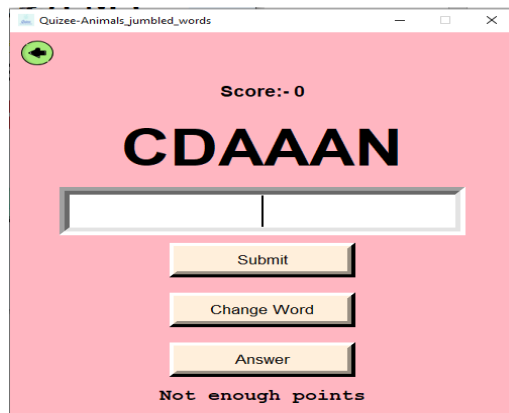 Quizee-Animals_jumbled_words
Score:- 0
CDAAAN
Submit
Change Word
Answer
Not enough points